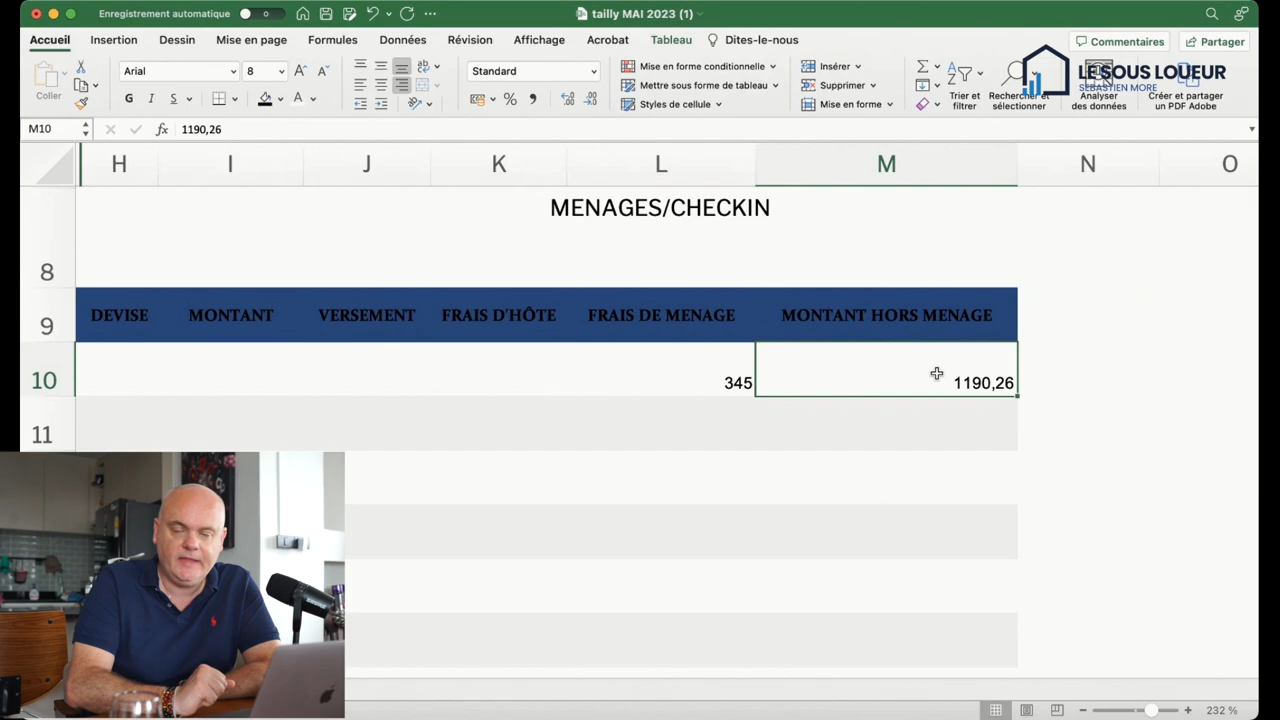 Enregistrement automatique
tailly MAI 2023 (1)
Accueil Insertion Dessin Mise en page Formules Données Révision Affichage Acrobat Tableau Dites-le-nous
Commentaires Partager
Coller
Arial 8
Standard
G I S
Mise en forme conditionnelle
Mettre sous forme de tableau
Styles de cellule
Insérer
Supprimer
Mise en forme
Trier et
filtrer
Rechercher et
sélectionner
Analyser
des données
Créer et partager
un PDF Adobe
LE SOUS LOUEUR
SEBASTIEN MORE
M10 fx 1190,26
H I J K L M N O
MENAGES/CHECKIN
8
9 DEVISE MONTANT VERSEMENT FRAIS D'HÔTE FRAIS DE MENAGE MONTANT HORS MENAGE
10 345 1190,26
11
232 %